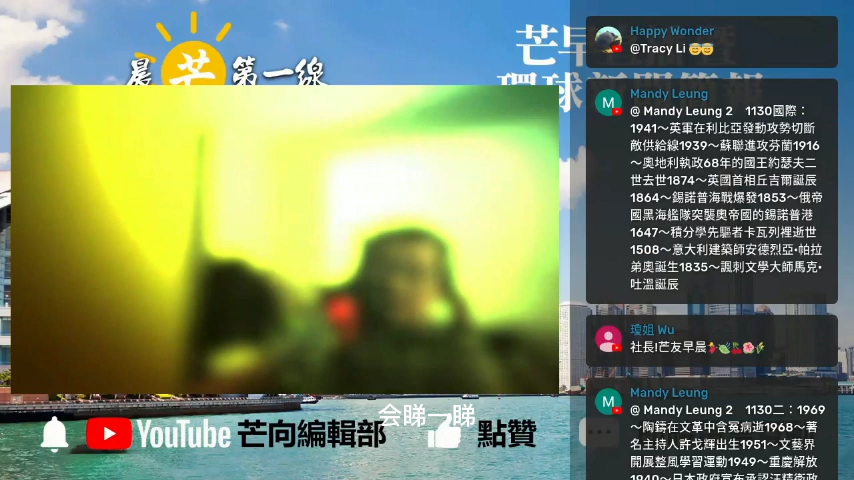 晨芒第一線
芒早
環球新聞簡報
Happy Wonder
@Tracy Li 😇😇
Mandy Leung
@ Mandy Leung 2 1130國際：
1941～英軍在利比亞發動攻勢切斷
敵供給線1939～蘇聯進攻芬蘭1916
～奧地利執政68年的國王約瑟夫二
世去世1874～英國首相丘吉爾誕辰
1864～錫諾普海戰爆發1853～俄帝
國黑海艦隊突襲奧帝國的錫諾普港
1647～積分學先驅者卡瓦列裡逝世
1508～意大利建築師安德烈亞•帕拉
弟奧誕生1835～諷刺文學大師馬克•
吐溫誕辰
瓊姐 Wu
社長!芒友早晨
Mandy Leung
@ Mandy Leung 2 1130二：1969
～陶鑄在文革中含冤病逝1968～著
名主持人許戈輝出生1951～文藝界
開展整風學習運動1949～重慶解放
会睇一睇
YouTube 芒向編輯部 點贊